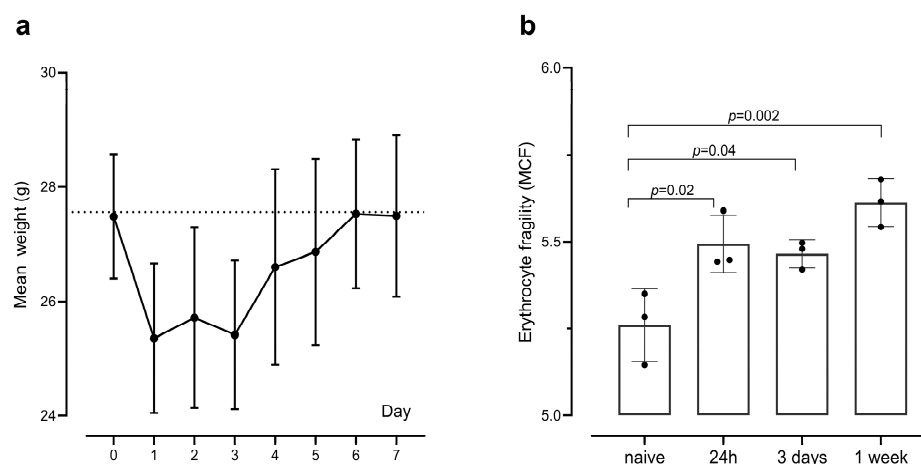 a
Mean weight (g)
30
28
26
24
Day
0 1 2 3 4 5 6 7
b
Erythrocyte fragility (MCF)
6.0
5.5
5.0
p=0.002
p=0.04
p=0.02
naive 24h 3 days 1 week